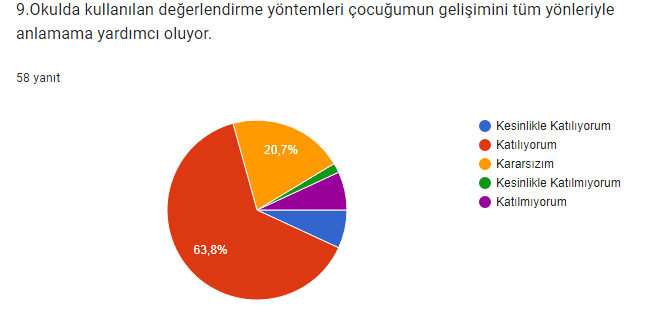 9.Okulda kullanılan değerlendirme yöntemleri çocuğumun gelişimini tüm yönleriyle
anlamama yardımcı oluyor.
58 yanıt
20,7%
63,8%
Kesinlikle Katılıyorum
Katılıyorum
Kararsızım
Kesinlikle Katılmıyorum
Katılmıyorum